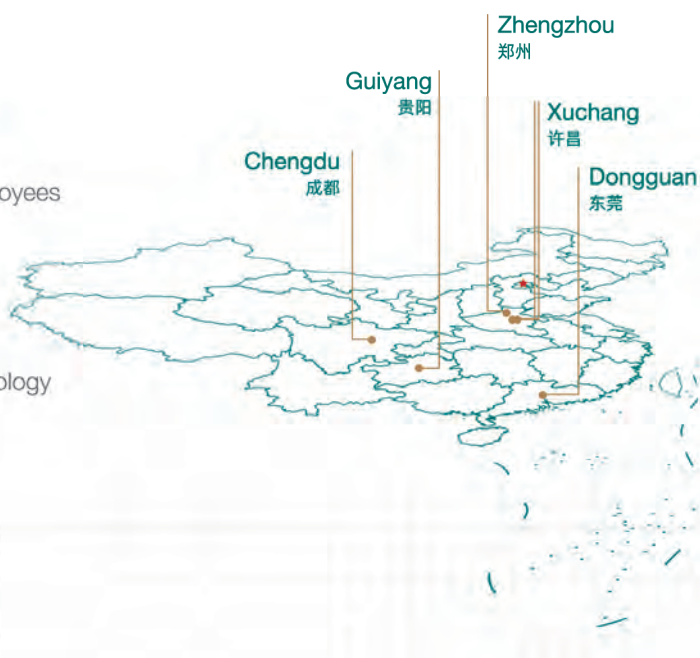 Zhengzhou
郑州
Guiyang
贵阳
Xuchang
许昌
Chengdu
成都
Dongguan
东莞
oyees
ology